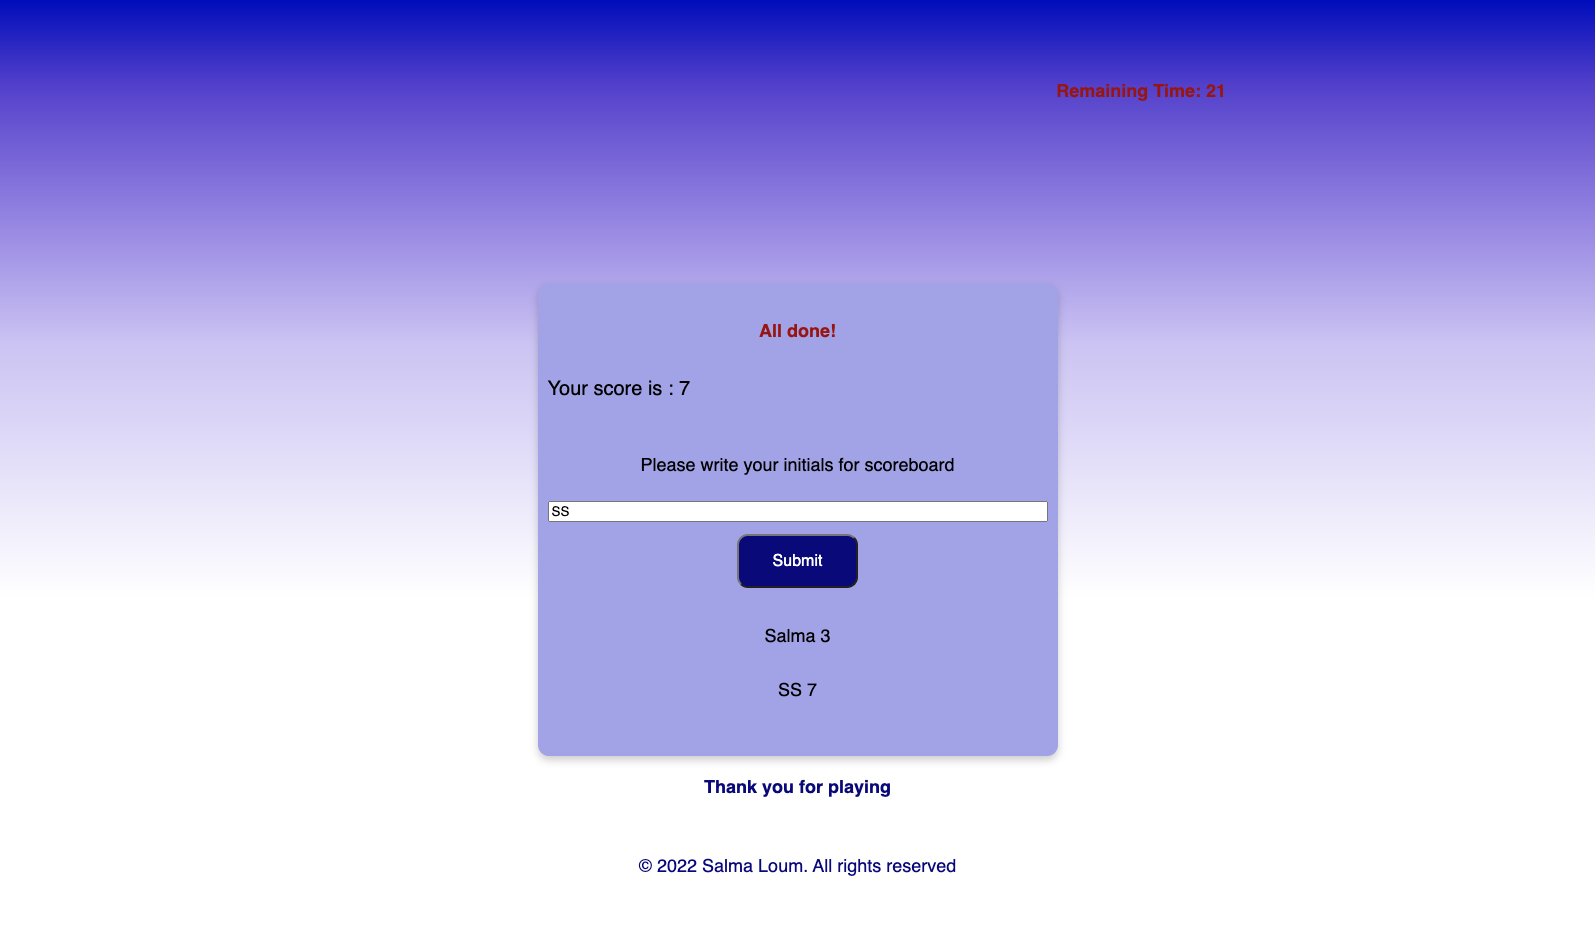 Remaining Time: 21
All done!
Your score is : 7
Please write your initials for scoreboard
SS
Submit
Salma 3
SS 7
Thank you for playing
© 2022 Salma Loum. All rights reserved